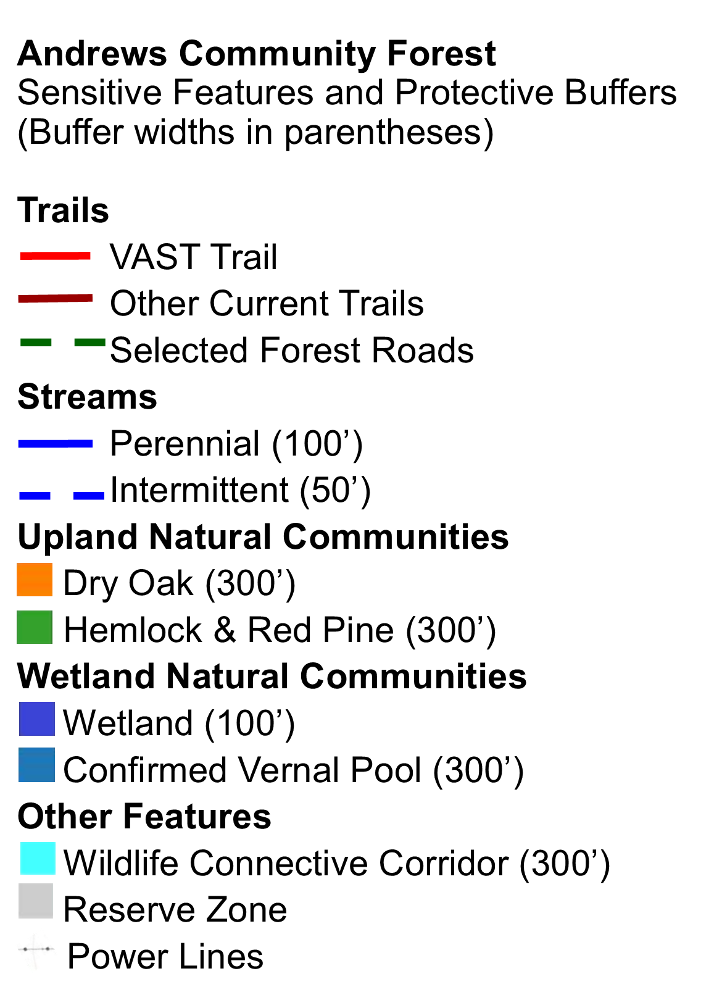 Andrews Community Forest
Sensitive Features and Protective Buffers
(Buffer widths in parentheses)
Trails
VAST Trail
Other Current Trails
Selected Forest Roads
Streams
Perennial (100’)
Intermittent (50’)
Upland Natural Communities
Dry Oak (300’)
Hemlock & Red Pine (300’)
Wetland Natural Communities
Wetland (100’)
Confirmed Vernal Pool (300’)
Other Features
Wildlife Connective Corridor (300’)
Reserve Zone
Power Lines